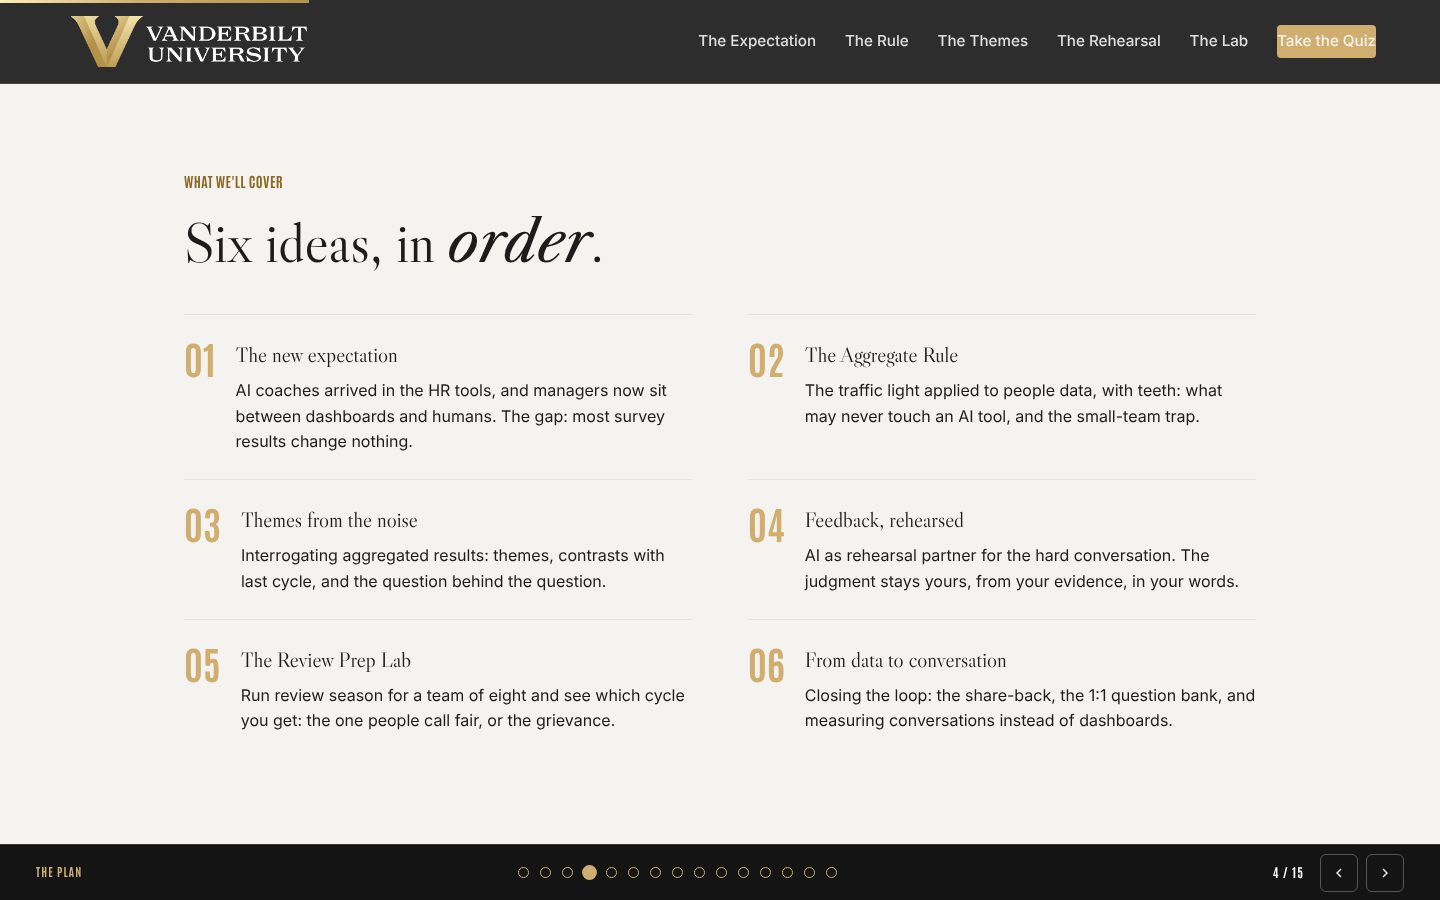 VANDERBILT
UNIVERSITY
The Expectation
The Rule
The Themes
The Rehearsal
The Lab
Take the Quiz
WHAT WE'LL COVER
Six ideas, in order.
01
The new expectation
AI coaches arrived in the HR tools, and managers now sit
between dashboards and humans. The gap: most survey
results change nothing.
02
The Aggregate Rule
The traffic light applied to people data, with teeth: what
may never touch an AI tool, and the small-team trap.
03
Themes from the noise
Interrogating aggregated results: themes, contrasts with
last cycle, and the question behind the question.
04
Feedback, rehearsed
AI as rehearsal partner for the hard conversation. The
judgment stays yours, from your evidence, in your words.
05
The Review Prep Lab
Run review season for a team of eight and see which cycle
you get: the one people call fair, or the grievance.
06
From data to conversation
Closing the loop: the share-back, the 1:1 question bank, and
measuring conversations instead of dashboards.
THE PLAN
4 / 15